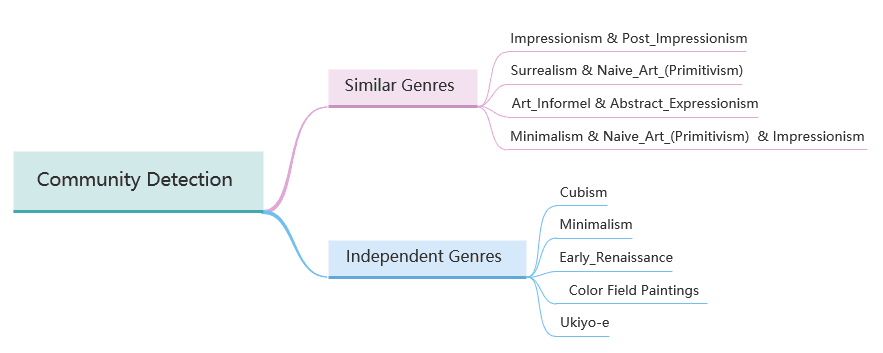 Community Detection
Similar Genres
Impressionism & Post_Impressionism
Surrealism & Naive_Art_(Primitivism)
Art_Informel & Abstract_Expressionism
Minimalism & Naive_Art_(Primitivism) & Impressionism
Independent Genres
Cubism
Minimalism
Early_Renaissance
Color Field Paintings
Ukiyo-e